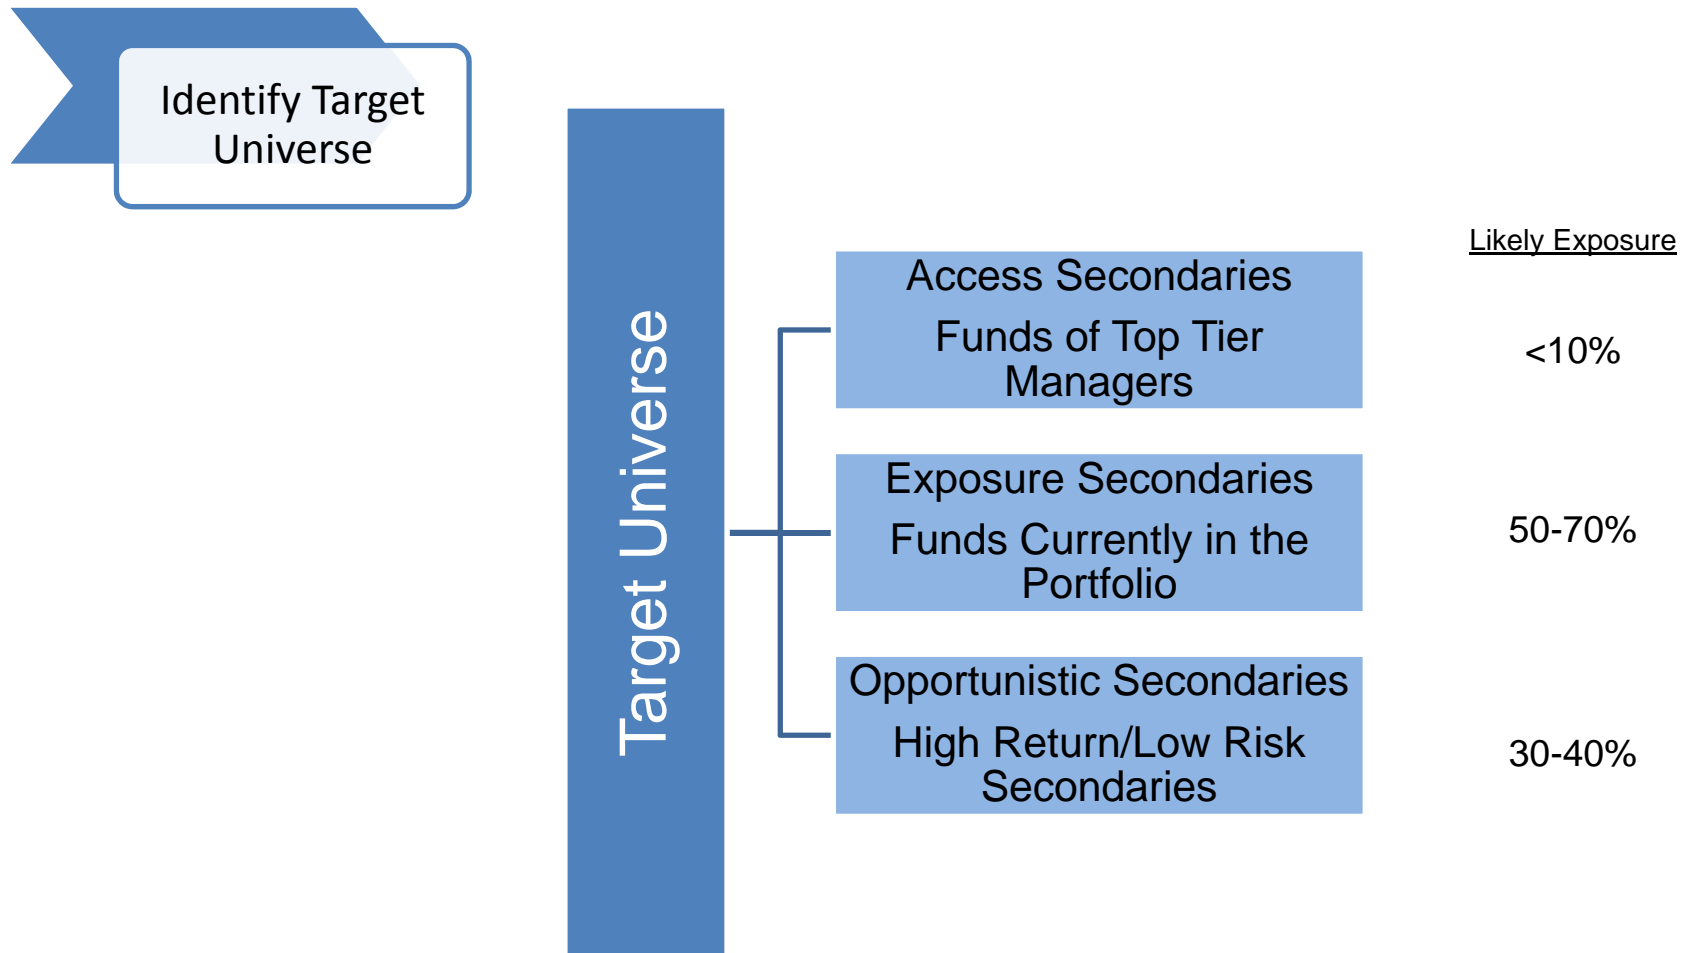 Identify Target
Universe
Target Universe
Likely Exposure
Access Secondaries
Funds of Top Tier
Managers
<10%
Exposure Secondaries
Funds Currently in the
Portfolio
50-70%
Opportunistic Secondaries
High Return/Low Risk
Secondaries
30-40%